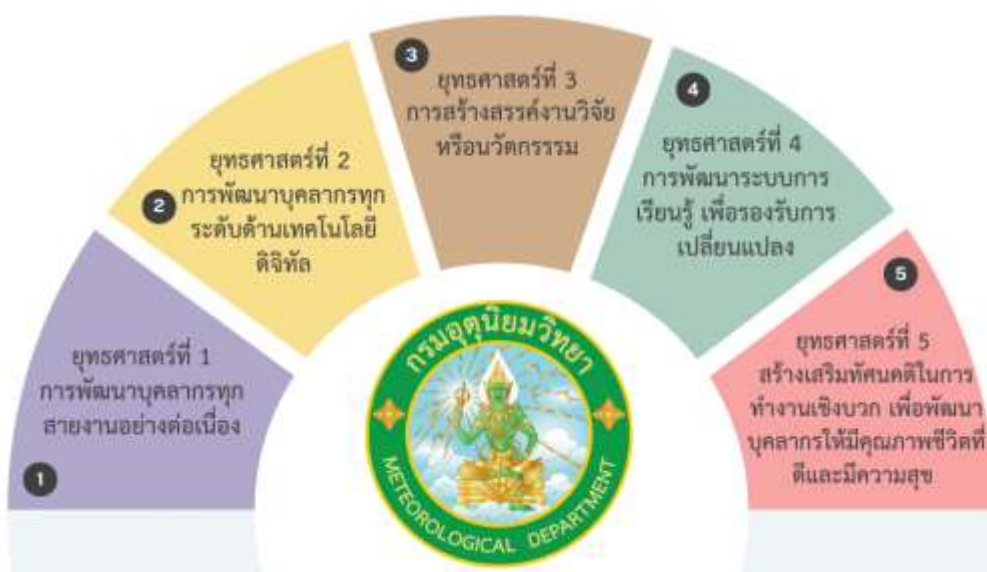 1
ยุทธศาสตร์ที่ 1
การพัฒนาบุคลากรทุก
สายงานอย่างต่อเนื่อง
2
ยุทธศาสตร์ที่ 2
การพัฒนาบุคลากรทุก
ระดับด้านเทคโนโลยี
ดิจิทัล
3
ยุทธศาสตร์ที่ 3
การสร้างสรรค์งานวิจัย
หรือนวัตกรรรม
4
ยุทธศาสตร์ที่ 4
การพัฒนาระบบการ
เรียนรู้ เพื่อรองรับการ
เปลี่ยนแปลง
5
ยุทธศาสตร์ที่ 5
สร้างเสริมทัศนคติในการ
ทำงานเชิงบวก เพื่อพัฒนา
บุคลากรให้มีคุณภาพชีวิตที่
ดีและมีความสุข
กรมอุตุนิยมวิทยา
METEOROLOGICAL DEPARTMENT